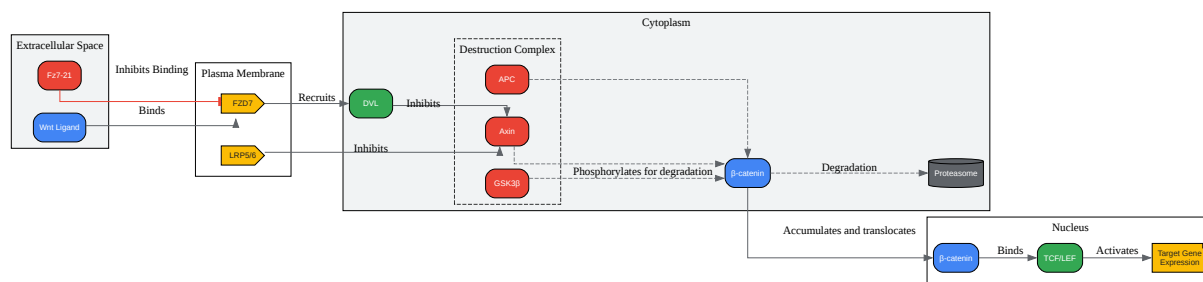 Cytoplasm
Extracellular Space
Fz7-21
Wnt Ligand
Inhibits Binding
Binds
Plasma Membrane
FZD7
LRP5/6
Recruits
DVL
Inhibits
Inhibits
Destruction Complex
APC
Axin
GSK3β
Phosphorylates for degradation
β-catenin
Degradation
Proteasome
Accumulates and translocates
Nucleus
β-catenin
Binds
TCF/LEF
Activates
Target Gene
Expression